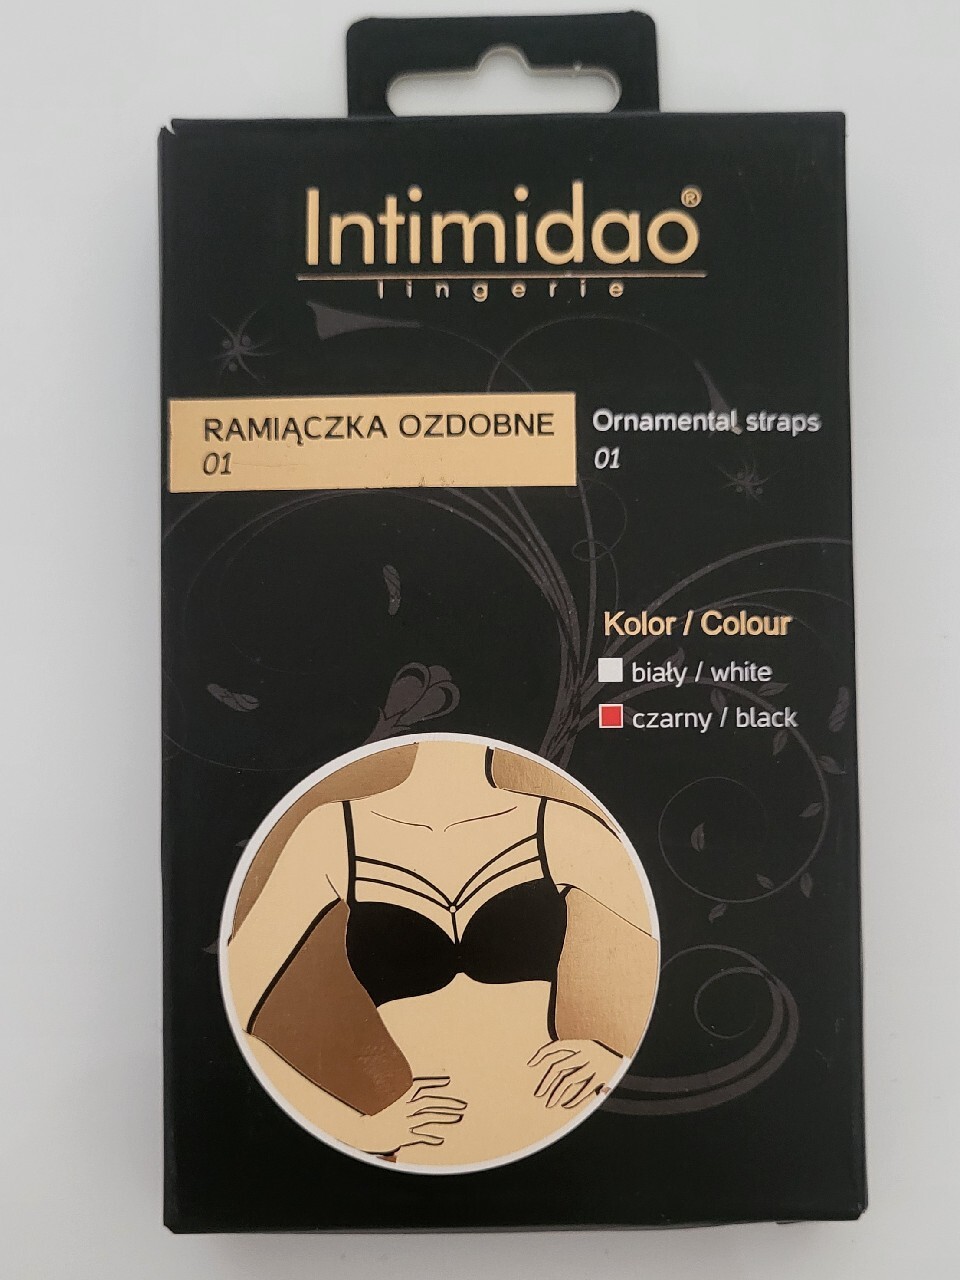 Intimidao®
lingerie
RAMIĄCZKA OZDOBNE
01
Ornamental straps
01
Kolor / Colour
biały / white
czarny / black